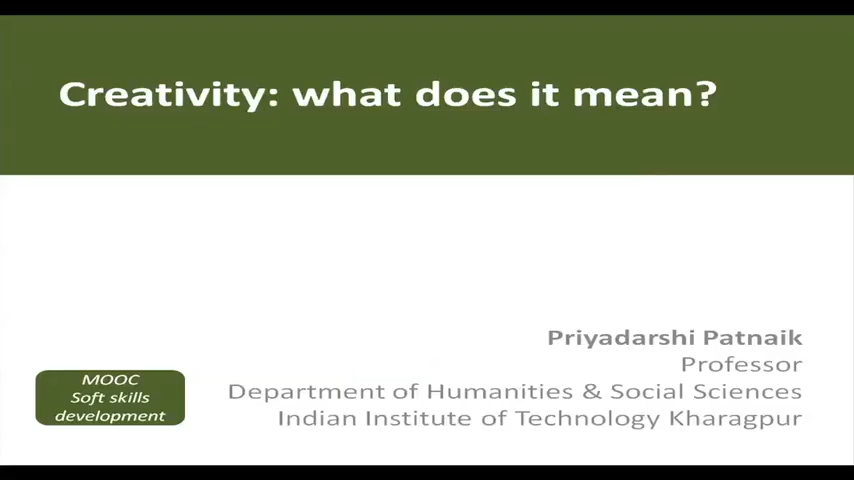 Creativity: what does it mean?
Priyadarshi Patnaik
Professor
Department of Humanities & Social Sciences
Indian Institute of Technology Kharagpur
MOOC
Soft skills
development